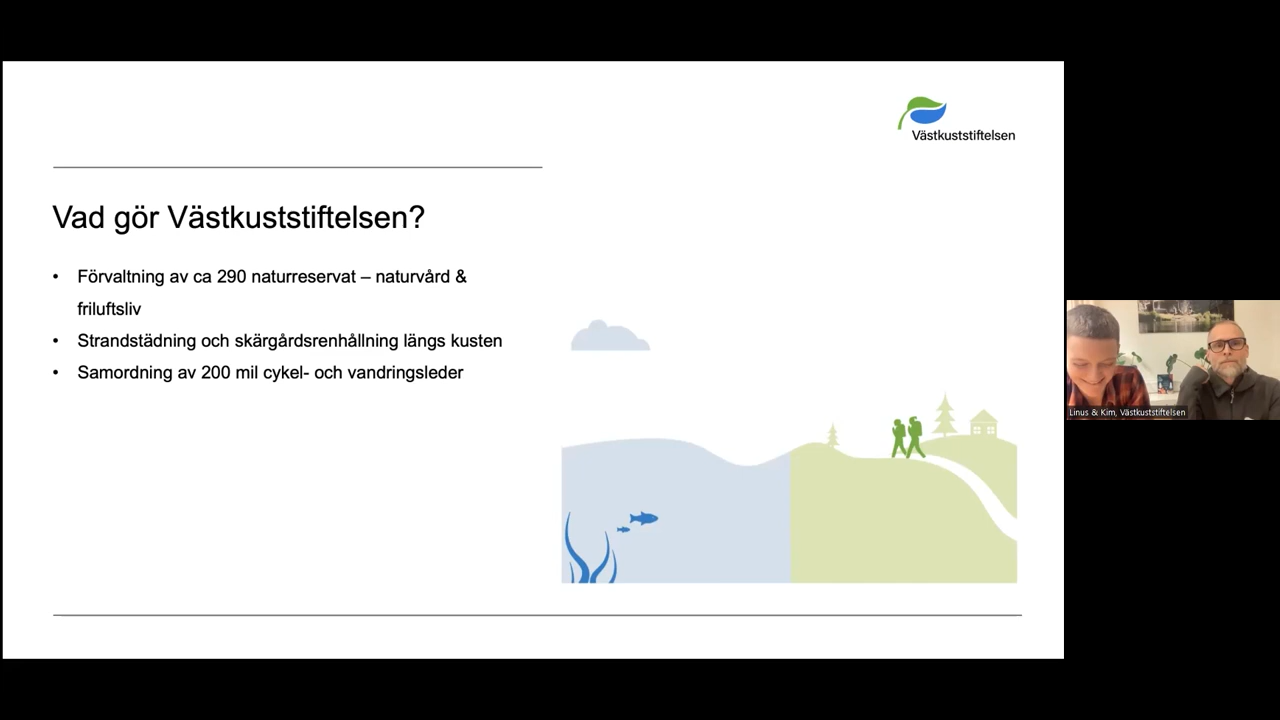 Västkuststiftelsen
Vad gör Västkuststiftelsen?
• Förvaltning av ca 290 naturreservat – naturvård &
friluftsliv
• Strandstädning och skärgårdsrenhållning längs kusten
• Samordning av 200 mil cykel- och vandringsleder
Linus & Kim, Västkuststiftelsen